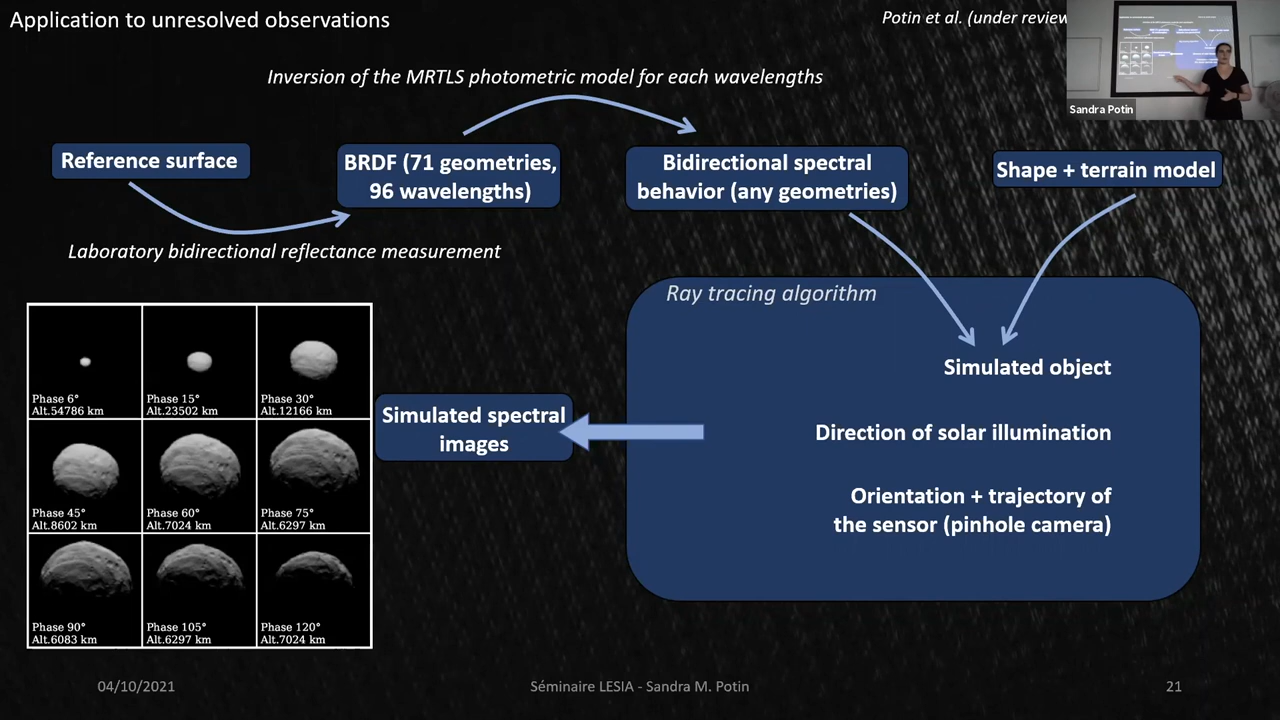 Application to unresolved observations
Potin et al. (under review
Sandra Potin
Inversion of the MRTLS photometric model for each wavelengths
Reference surface
BRDF (71 geometries,
96 wavelengths)
Bidirectional spectral
behavior (any geometries)
Shape + terrain model
Laboratory bidirectional reflectance measurement
Ray tracing algorithm
Simulated object
Direction of solar illumination
Orientation + trajectory of
the sensor (pinhole camera)
Simulated spectral
images
Phase 6°
Alt.54786 km
Phase 15°
Alt.23502 km
Phase 30°
Alt.12166 km
Phase 45°
Alt.8602 km
Phase 60°
Alt.7024 km
Phase 75°
Alt.6297 km
Phase 90°
Alt.6083 km
Phase 105°
Alt.6297 km
Phase 120°
Alt.7024 km
04/10/2021
Séminaire LESIA - Sandra M. Potin
21